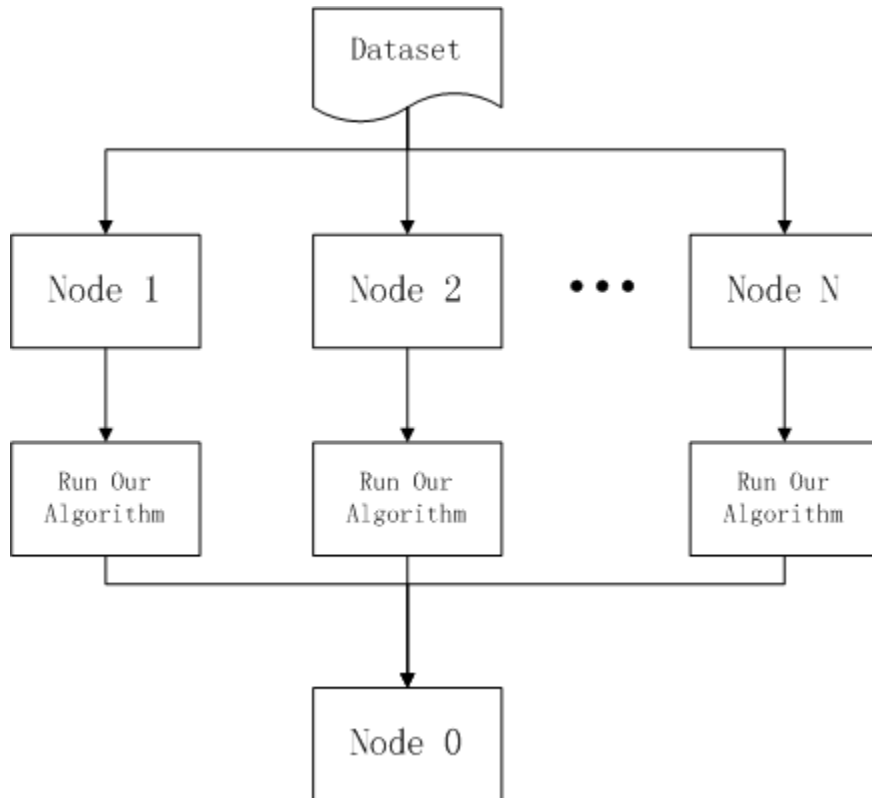 Dataset
Node 1
Node 2
Node N
Run Our
Algorithm
Run Our
Algorithm
Run Our
Algorithm
Node 0